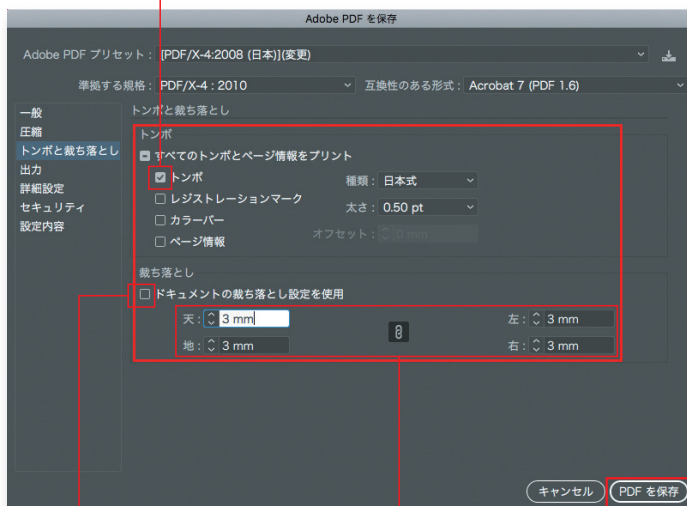 Adobe PDF を保存
Adobe PDF プリセット : [PDF/X-4:2008 (日本)](変更)
準拠する規格 : PDF/X-4 : 2010 互換性のある形式 : Acrobat 7 (PDF 1.6)
一般
圧縮
トンボと裁ち落とし
出力
詳細設定
セキュリティ
設定内容
トンボと裁ち落とし
トンボ
すべてのトンボとページ情報をプリント
トンボ 種類 : 日本式
レジストレーションマーク 太さ : 0.50 pt
カラーバー オフセット : 0 mm
ページ情報
裁ち落とし
ドキュメントの裁ち落とし設定を使用
天 : 3 mm 左 : 3 mm
地 : 3 mm 右 : 3 mm
キャンセル PDF を保存